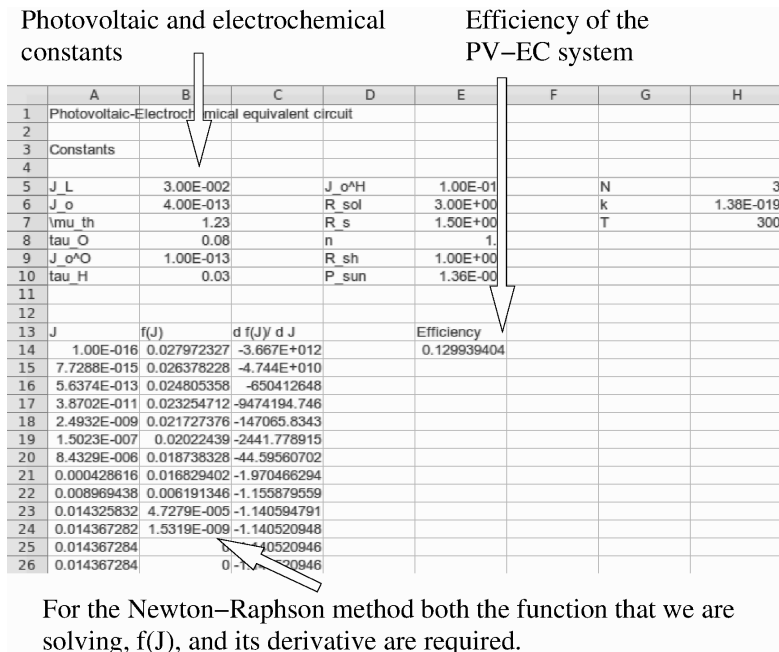 Photovoltaic and electrochemical
constants
Efficiency of the
PV−EC system
A B C D E F G H
1 Photovoltaic-Electroch mical equivalent circuit
2
3 Constants
4
5 J_L 3.00E-002 J_o^H 1.00E-01 N 3
6 J_o 4.00E-013 R_sol 3.00E+00 k 1.38E-019
7 \mu_th 1.23 R_s 1.50E+00 T 300
8 tau_O 0.08 n 1.
9 J_o^O 1.00E-013 R_sh 1.00E+00
10 tau_H 0.03 P_sun 1.36E-00
11
12
13 J f(J) d f(J)/ d J Efficiency
14 1.00E-016 0.027972327 -3.667E+012 0.129939404
15 7.7288E-015 0.026378228 -4.744E+010
16 5.6374E-013 0.024805358 -650412648
17 3.8702E-011 0.023254712 -9474194.746
18 2.4932E-009 0.021727376 -147065.8343
19 1.5023E-007 0.02022439 -2441.778915
20 8.4329E-006 0.018738328 -44.59560702
21 0.000428616 0.016829402 -1.970466294
22 0.008969438 0.006191346 -1.155879559
23 0.014325832 4.7279E-005 -1.140594791
24 0.014367282 1.5319E-009 -1.140520948
25 0.014367284 40520946
26 0.014367284 0 20946
For the Newton−Raphson method both the function that we are
solving, f(J), and its derivative are required.